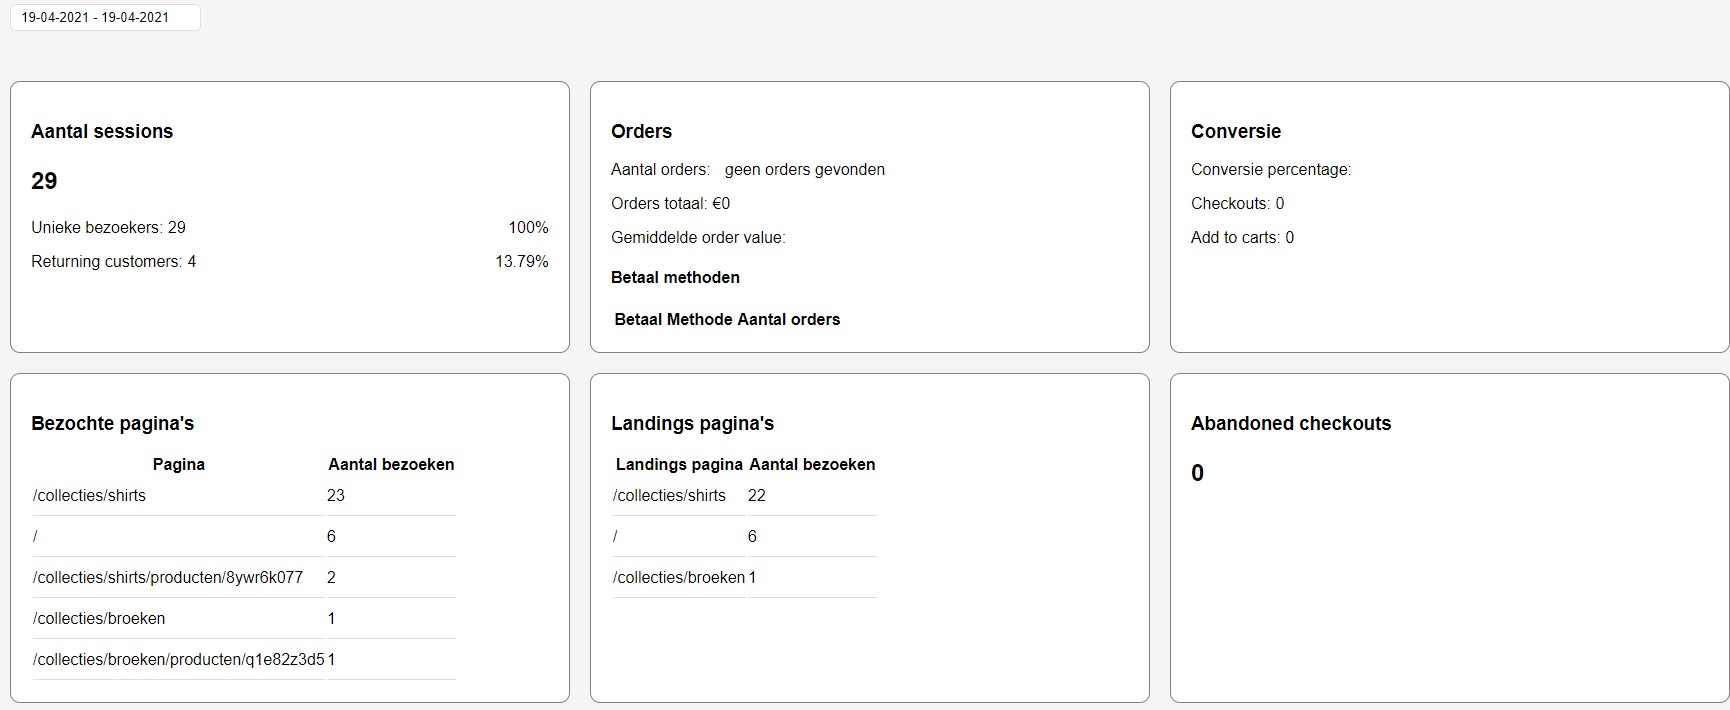 19-04-2021 - 19-04-2021
Aantal sessions
29
Unieke bezoekers: 29 100%
Returning customers: 4 13.79%
Orders
Aantal orders: geen orders gevonden
Orders totaal: €0
Gemiddelde order value:
Betaal methoden
Betaal Methode Aantal orders
Conversie
Conversie percentage:
Checkouts: 0
Add to carts: 0
Bezochte pagina's
Pagina Aantal bezoeken
/collecties/shirts 23
/ 6
/collecties/shirts/producten/8ywr6k077 2
/collecties/broeken 1
/collecties/broeken/producten/q1e82z3d5 1
Landings pagina's
Landings pagina Aantal bezoeken
/collecties/shirts 22
/ 6
/collecties/broeken 1
Abandoned checkouts
0